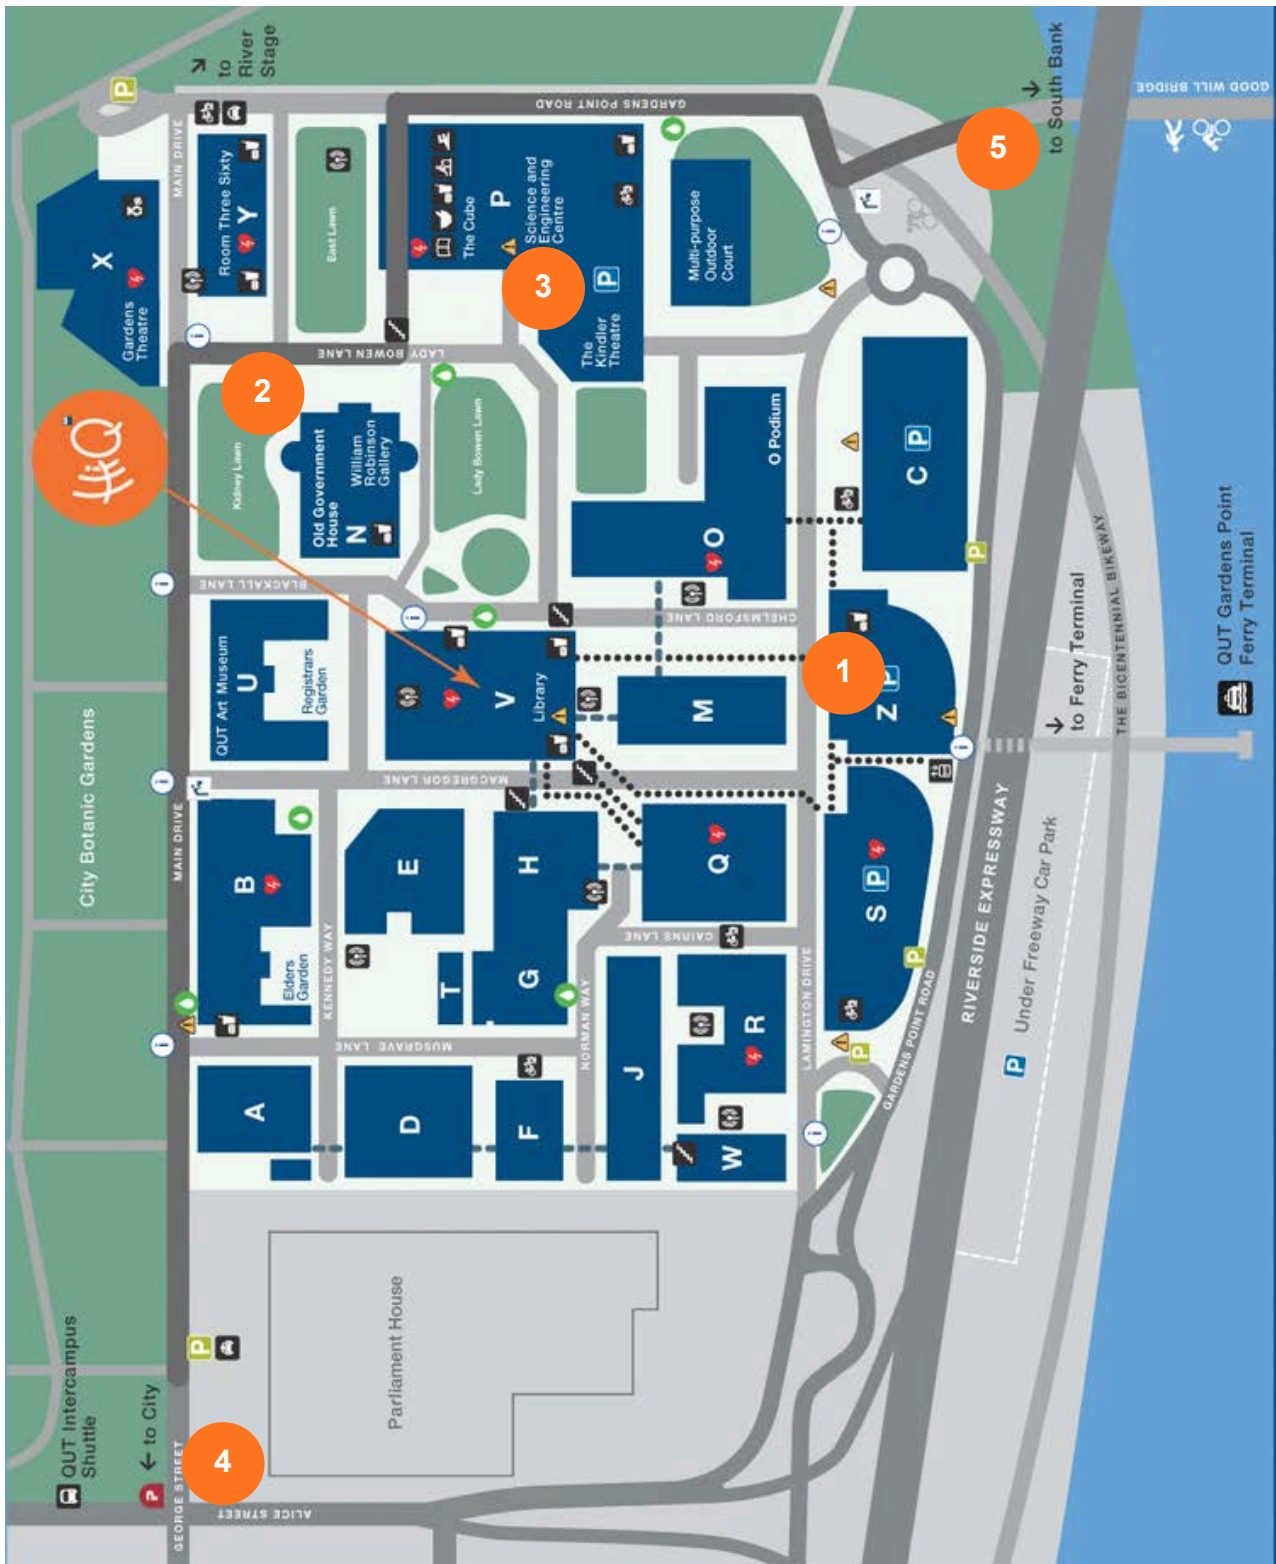 to
River
Stage
GARDENS POINT ROAD
5
to South Bank
GOOD WILL BRIDGE
MAIN DRIVE
X
Gardens
Theatre
Room Three Sixty
Y
East Lawn
The Cube
P
Science and
Engineering
Centre
3
P
The
Kindler
Theatre
Multi-purpose
Outdoor
Court
LADY BOWEN LANE
2
HiQ
Kidney Lawn
Old Government
House
N
William
Robinson
Gallery
Lady Bowen Lawn
O Podium
O
C P
BLACKALL LANE
CHELMSFORD LANE
QUT Art Museum
U
Registrars
Garden
V
Library
M
1
Z P
to Ferry Terminal
THE BICENTENNIAL BIKEWAY
QUT Gardens Point
Ferry Terminal
City Botanic Gardens
MAIN DRIVE
MACGREGOR LANE
B
Elders
Garden
KENNEDY WAY
E
H
T
G
Q
S P
CAIRNS LANE
NORMAN WAY
LAMINGTON DRIVE
MUSGRAVE LANE
J
R
GARDENS POINT ROAD
RIVERSIDE EXPRESSWAY
P Under Freeway Car Park
A
D
F
W
Parliament House
P
QUT Intercampus
Shuttle
to City
GEORGE STREET
4
ALICE STREET